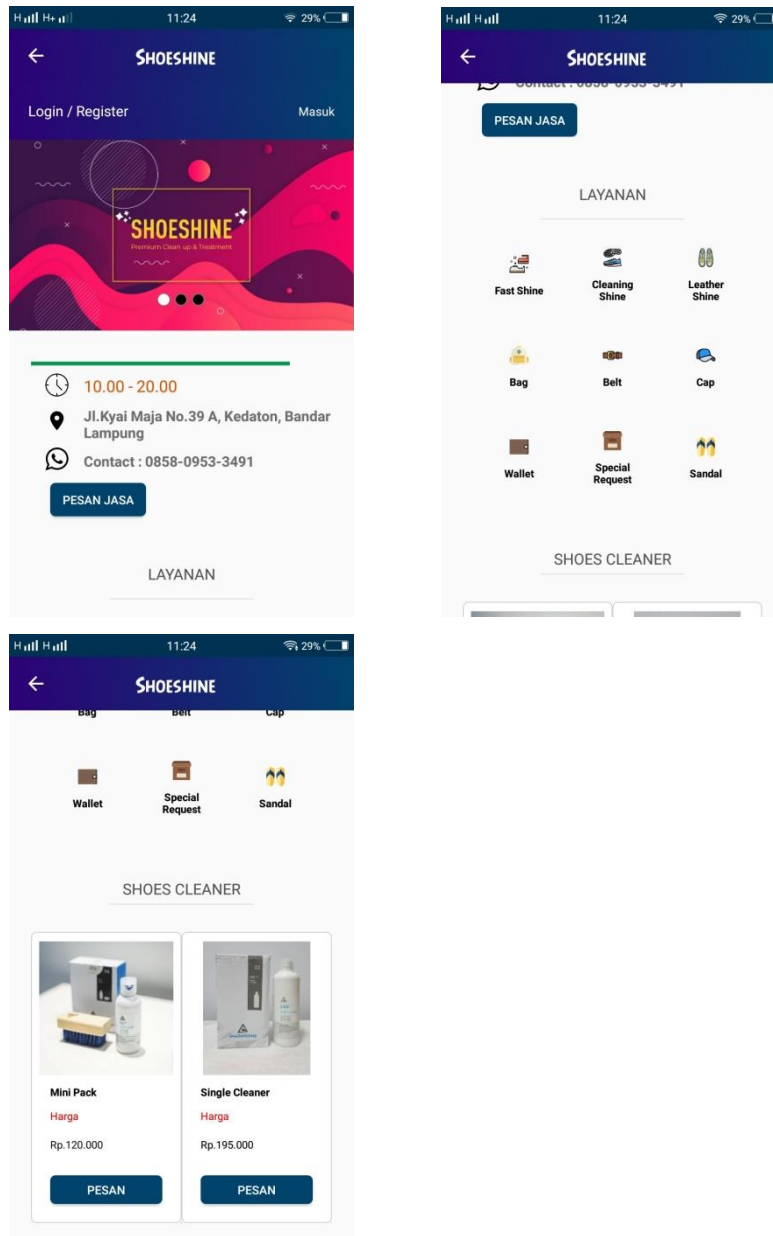 H H+ 11:24 29%
SHOESHINE
Login / Register Masuk
SHOESHINE
Premium Clean up & Treatment
10.00 - 20.00
Jl.Kyai Maja No.39 A, Kedaton, Bandar
Lampung
Contact : 0858-0953-3491
PESAN JASA
LAYANAN
H H 11:24 29%
SHOESHINE
Contact : 0858-0953-3491
PESAN JASA
LAYANAN
Fast Shine
Cleaning
Shine
Leather
Shine
Bag Belt Cap
Wallet
Special
Request
Sandal
SHOES CLEANER
H H 11:24 29%
SHOESHINE
Bag Belt Cap
Wallet
Special
Request
Sandal
SHOES CLEANER
Mini Pack
Harga
Rp.120.000
PESAN
Single Cleaner
Harga
Rp.195.000
PESAN